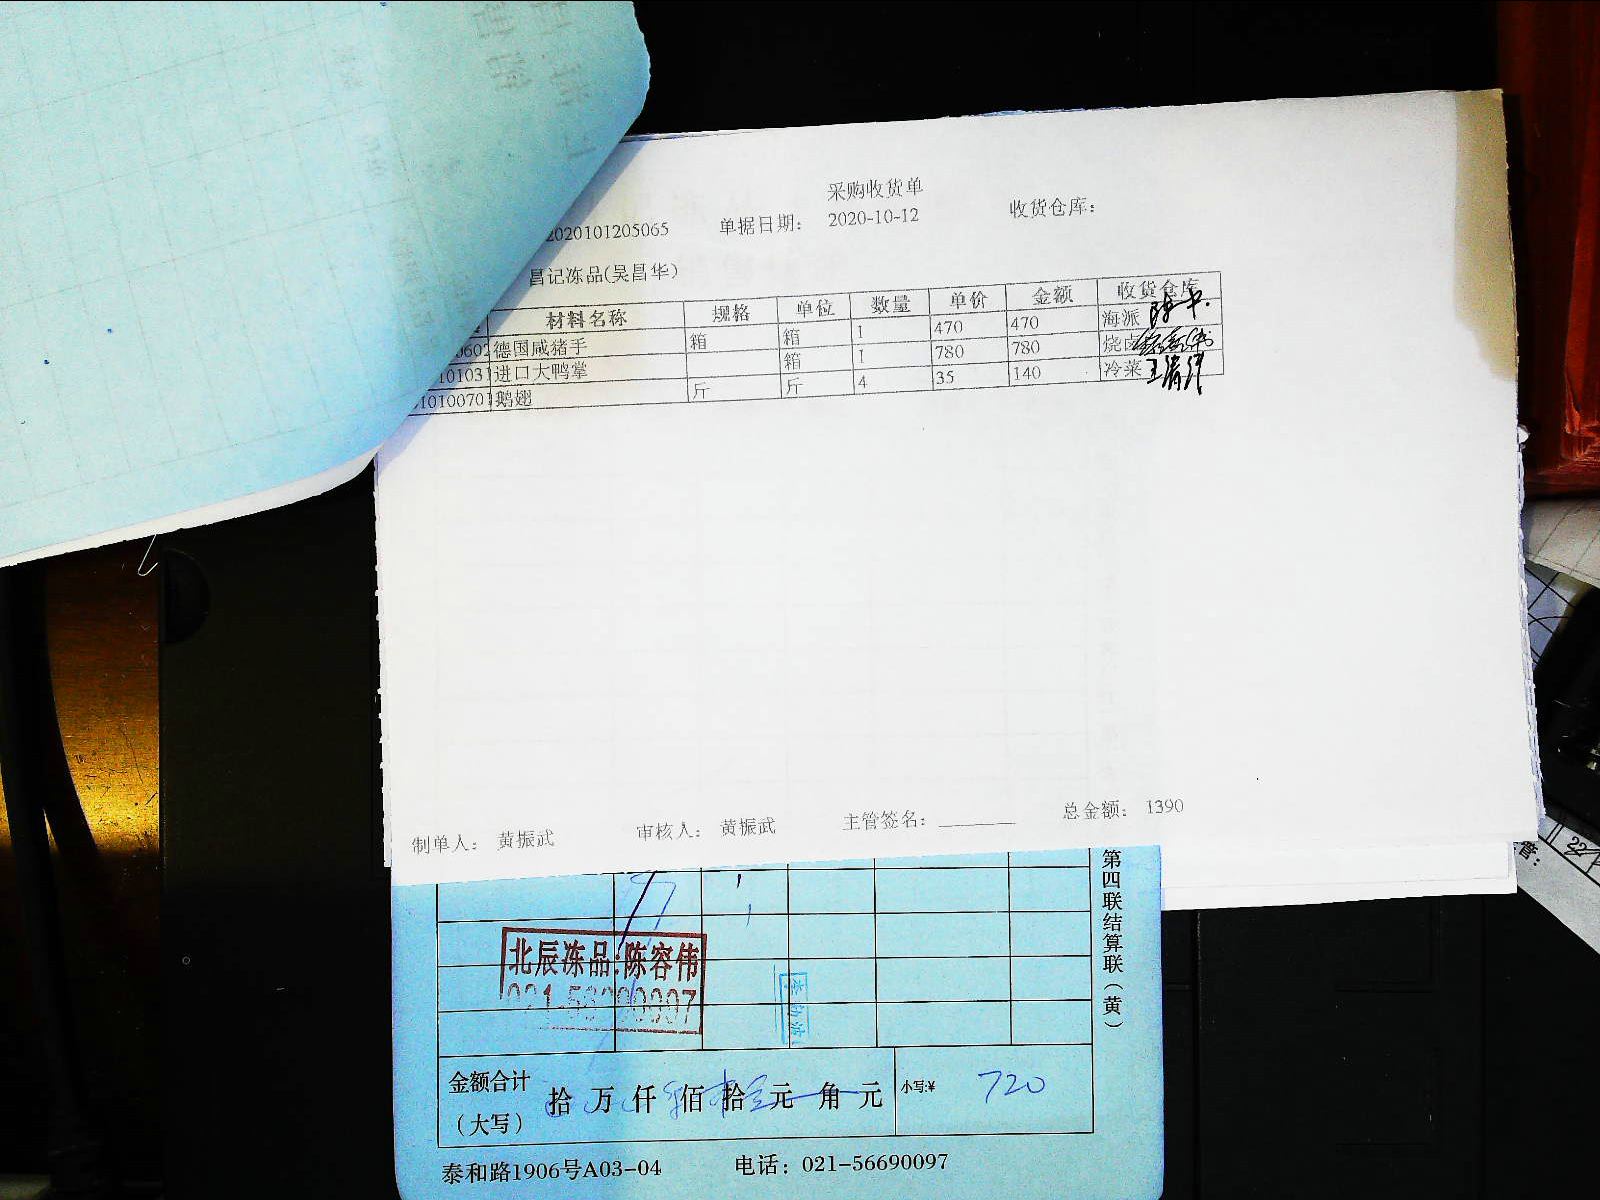 采购收货单
2020101205065 单据日期： 2020-10-12 收货仓库：
昌记冻品(吴昌华)
材料名称 规格 单位 数量 单价 金额 收货仓库
德国咸猪手 箱 箱 1 470 470 海派
进口大鸭掌 箱 1 780 780
鹅翅 斤 斤 4 35 140 冷菜
制单人： 黄振武 审核人： 黄振武 主管签名： 总金额： 1390
第四联结算联（黄）
北辰冻品:陈容伟
金额合计（大写） 拾 万 仟 佰 拾 元 角 元 小写:¥ 720
泰和路1906号A03-04 电话：021-56690097